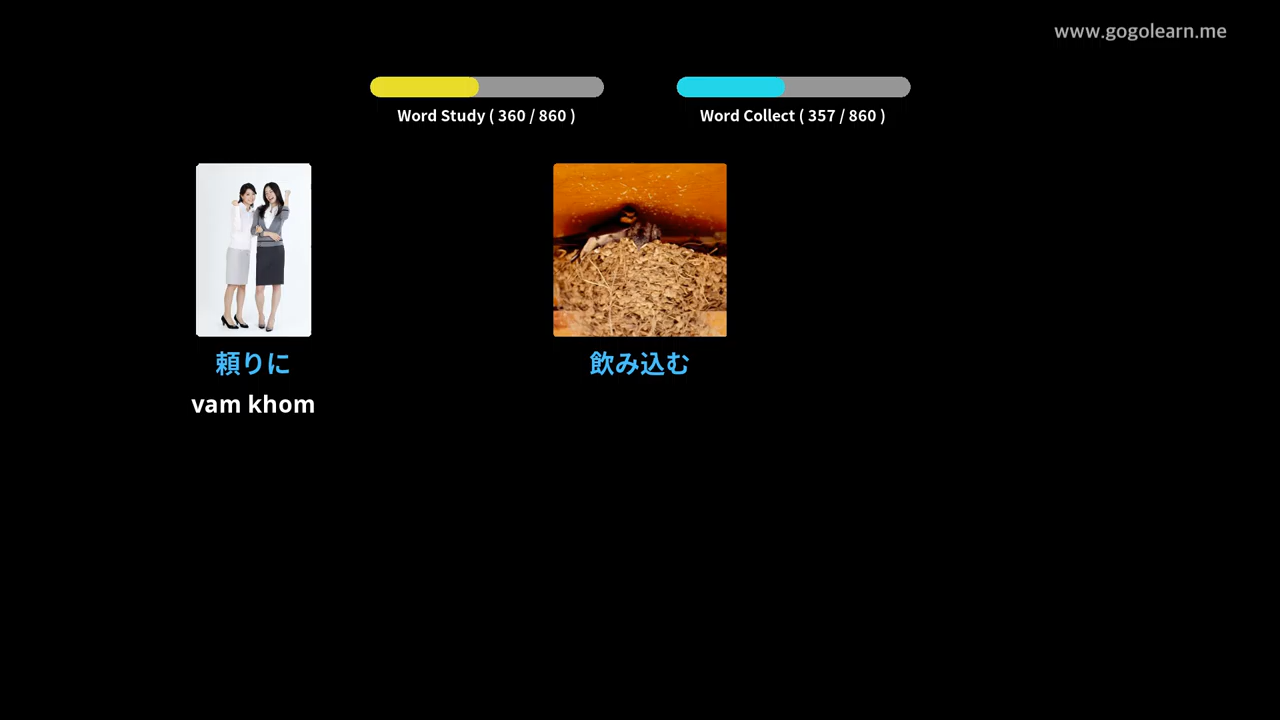 www.gogolearn.me
Word Study ( 360 / 860 )
Word Collect ( 357 / 860 )
頼りに
飲み込む
vam khom